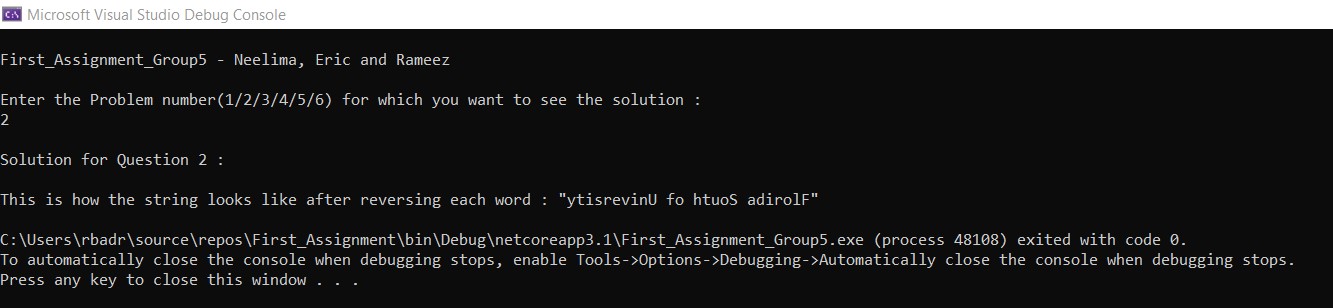 Microsoft Visual Studio Debug Console
First_Assignment_Group5 - Neelima, Eric and Rameez
Enter the Problem number(1/2/3/4/5/6) for which you want to see the solution :
2
Solution for Question 2 :
This is how the string looks like after reversing each word : "ytisrevinU fo htuoS adirolF"
C:\Users\rbadr\source\repos\First_Assignment\bin\Debug\netcoreapp3.1\First_Assignment_Group5.exe (process 48108) exited with code 0.
To automatically close the console when debugging stops, enable Tools->Options->Debugging->Automatically close the console when debugging stops.
Press any key to close this window . . .